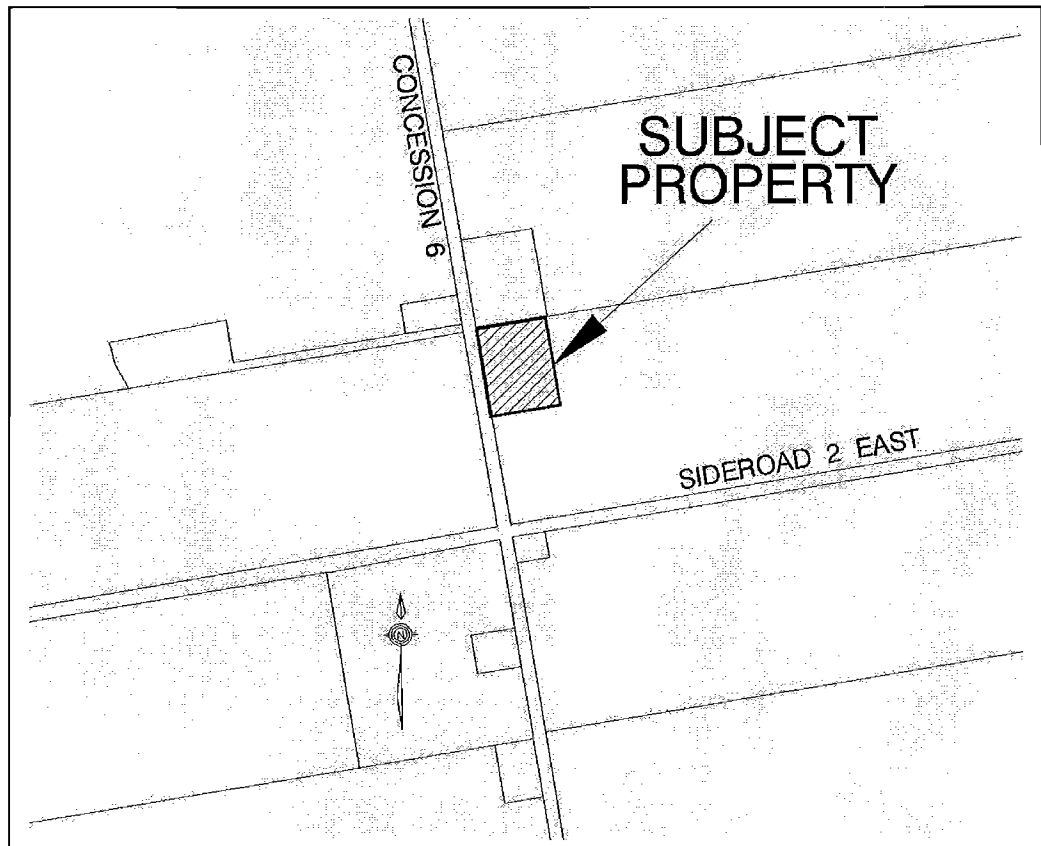 CONCESSION 6
SUBJECT
PROPERTY
SIDEROAD 2 EAST
N